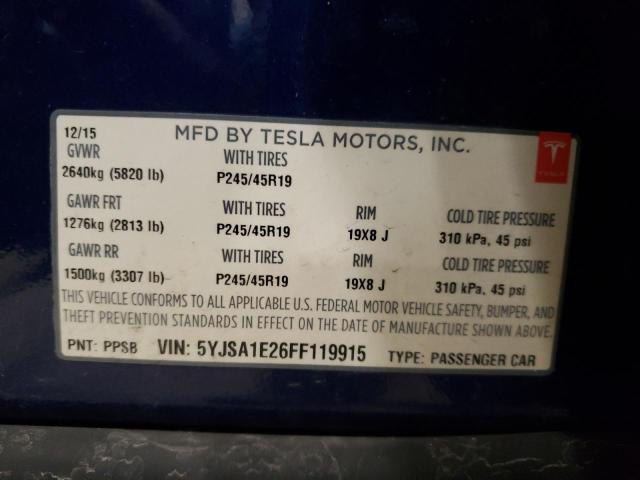 12/15 MFD BY TESLA MOTORS, INC.
GVWR WITH TIRES
2640kg (5820 lb) P245/45R19
GAWR FRT WITH TIRES RIM COLD TIRE PRESSURE
1276kg (2813 lb) P245/45R19 19X8 J 310 kPa, 45 psi
GAWR RR WITH TIRES RIM COLD TIRE PRESSURE
1500kg (3307 lb) P245/45R19 19X8 J 310 kPa, 45 psi
THIS VEHICLE CONFORMS TO ALL APPLICABLE U.S. FEDERAL MOTOR VEHICLE SAFETY, BUMPER, AND
THEFT PREVENTION STANDARDS IN EFFECT ON THE DATE OF MANUFACTURE SHOWN ABOVE.
PNT: PPSB VIN: 5YJSA1E26FF119915 TYPE: PASSENGER CAR
TESLA